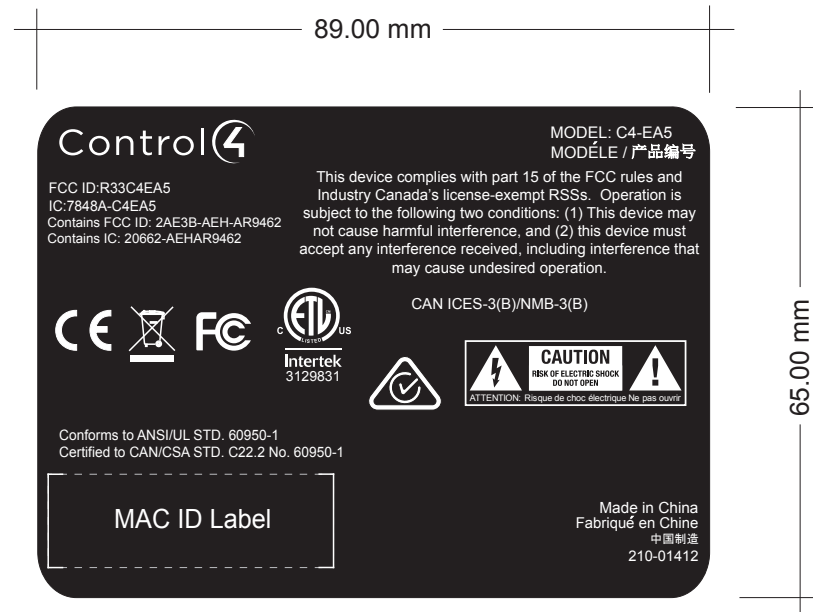 89.00 mm
Control4
MODEL: C4-EA5
MODÉLE / 产品编号
FCC ID:R33C4EA5
IC:7848A-C4EA5
Contains FCC ID: 2AE3B-AEH-AR9462
Contains IC: 20662-AEHAR9462
This device complies with part 15 of the FCC rules and
Industry Canada's license-exempt RSSs. Operation is
subject to the following two conditions: (1) This device may
not cause harmful interference, and (2) this device must
accept any interference received, including interference that
may cause undesired operation.
CAN ICES-3(B)/NMB-3(B)
CE
FC
ETL
C US
LISTED
Intertek
3129831
CAUTION
RISK OF ELECTRIC SHOCK
DO NOT OPEN
ATTENTION: Risque de choc électrique Ne pas ouvrir
65.00 mm
Conforms to ANSI/UL STD. 60950-1
Certified to CAN/CSA STD. C22.2 No. 60950-1
MAC ID Label
Made in China
Fabriqué en Chine
中国制造
210-01412